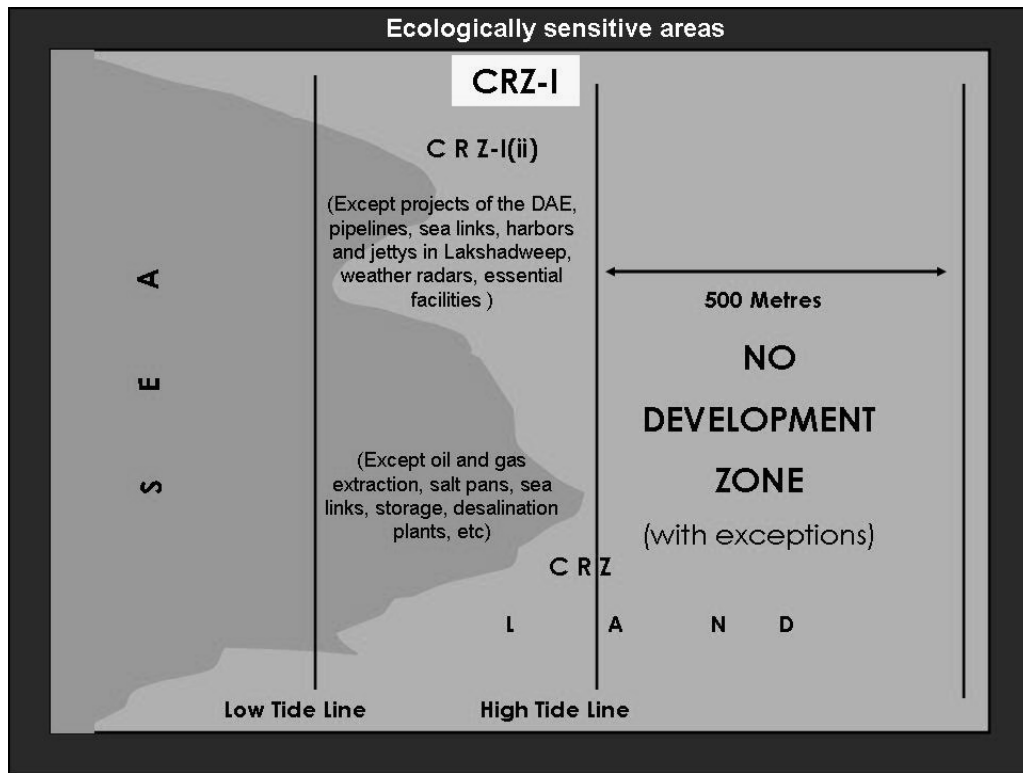 Ecologically sensitive areas
CRZ-I
C R Z-I(ii)
(Except projects of the DAE,
pipelines, sea links, harbors
and jettys in Lakshadweep,
weather radars, essential
facilities )
500 Metres
NO
DEVELOPMENT
ZONE
(with exceptions)
S E A
(Except oil and gas
extraction, salt pans, sea
links, storage, desalination
plants, etc)
C R Z
L A N D
Low Tide Line
High Tide Line